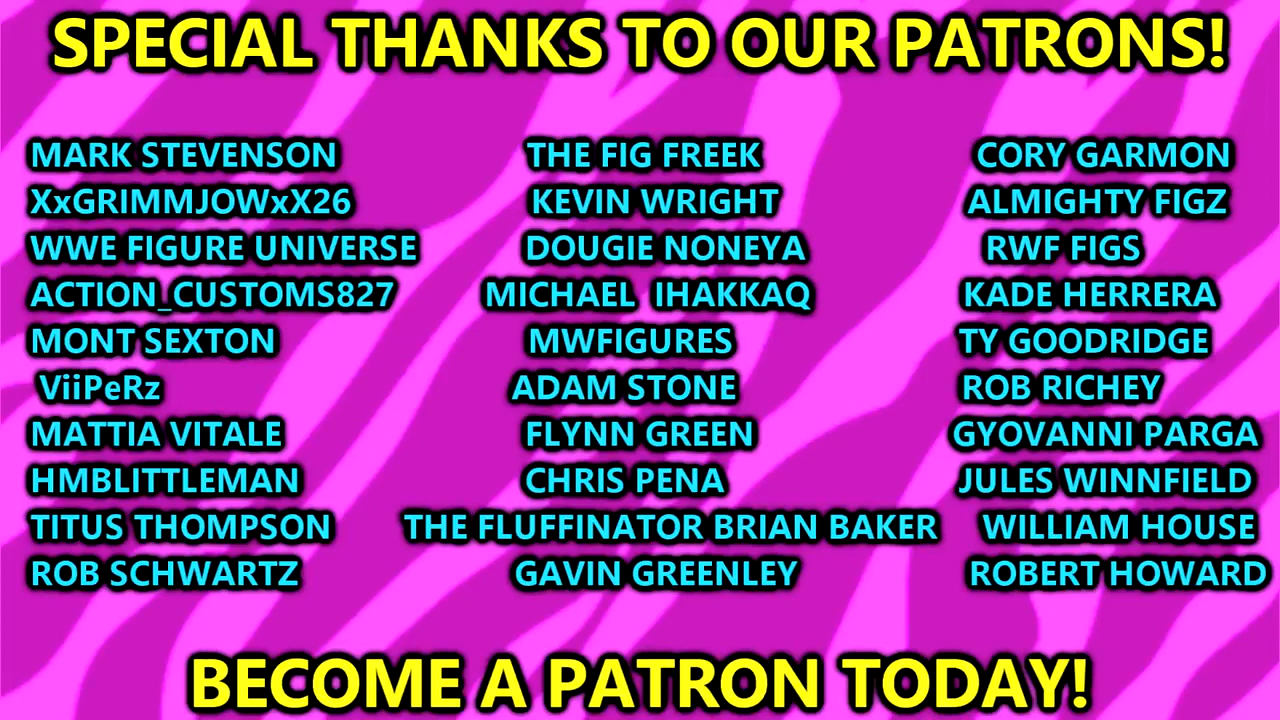 SPECIAL THANKS TO OUR PATRONS!
MARK STEVENSON
XxGRIMMJOWxX26
WWE FIGURE UNIVERSE
ACTION_CUSTOMS827
MONT SEXTON
ViiPeRz
MATTIA VITALE
HMBLITTLEMAN
TITUS THOMPSON
ROB SCHWARTZ
THE FIG FREEK
KEVIN WRIGHT
DOUGIE NONEYA
MICHAEL IHAKKAQ
MWFIGURES
ADAM STONE
FLYNN GREEN
CHRIS PENA
THE FLUFFINATOR BRIAN BAKER
GAVIN GREENLEY
CORY GARMON
ALMIGHTY FIGZ
RWF FIGS
KADE HERRERA
TY GOODRIDGE
ROB RICHEY
GYOVANNI PARGA
JULES WINNFIELD
WILLIAM HOUSE
ROBERT HOWARD
BECOME A PATRON TODAY!